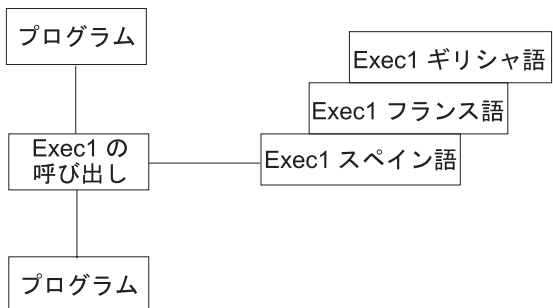 プログラム
Exec1 ギリシャ語
Exec1 フランス語
Exec1 の
呼び出し
Exec1 スペイン語
プログラム